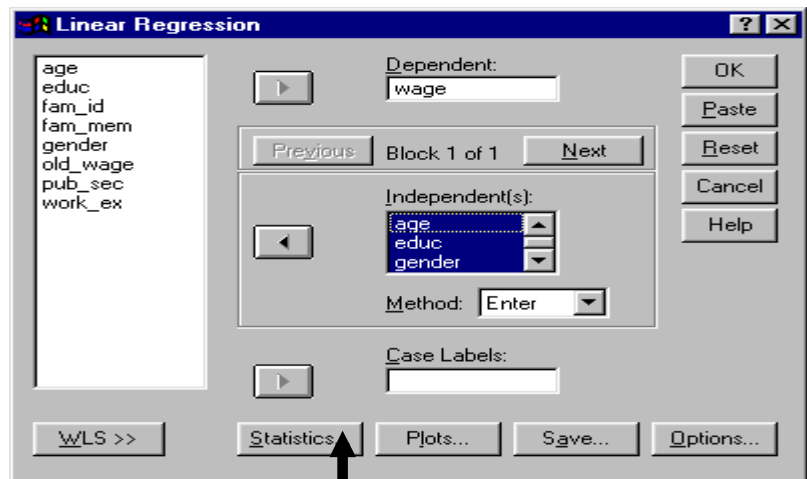 Linear Regression
age
educ
fam_id
fam_mem
gender
old_wage
pub_sec
work_ex
Dependent:
wage
Previous
Block 1 of 1
Next
Independent(s):
age
educ
gender
Method:
Enter
Case Labels:
OK
Paste
Reset
Cancel
Help
WLS >>
Statistics
Plots...
Save...
Options...